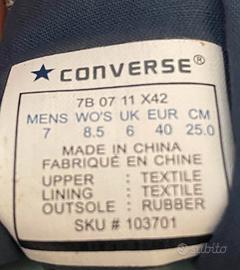 ★ CONVERSE®
7B 07 11 X42
MENS WO'S UK EUR CM
7 8.5 6 40 25.0
MADE IN CHINA
FABRIQUÉ EN CHINE
UPPER : TEXTILE
LINING : TEXTILE
OUTSOLE : RUBBER
SKU # 103701
subito